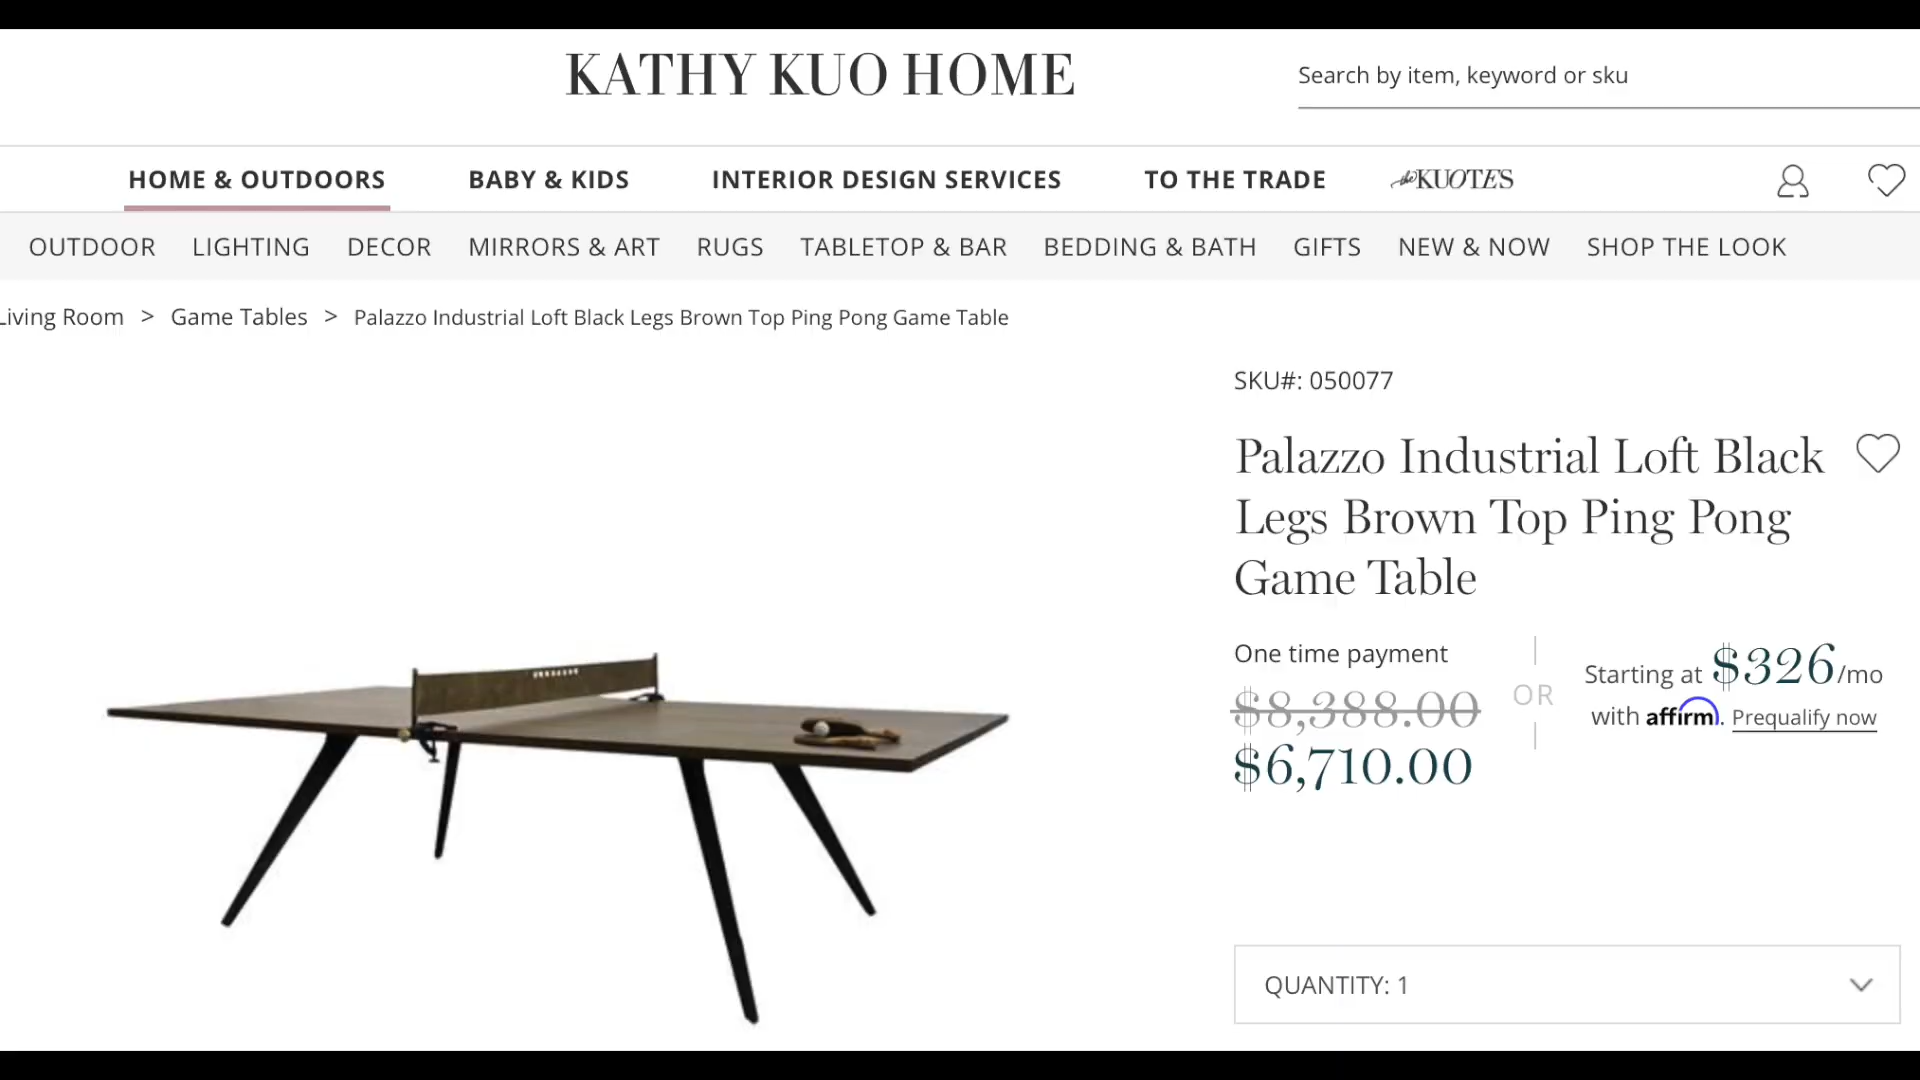 KATHY KUO HOME
Search by item, keyword or sku
HOME & OUTDOORS BABY & KIDS INTERIOR DESIGN SERVICES TO THE TRADE the KUOTES
OUTDOOR LIGHTING DECOR MIRRORS & ART RUGS TABLETOP & BAR BEDDING & BATH GIFTS NEW & NOW SHOP THE LOOK
Living Room > Game Tables > Palazzo Industrial Loft Black Legs Brown Top Ping Pong Game Table
SKU#: 050077
Palazzo Industrial Loft Black
Legs Brown Top Ping Pong
Game Table
One time payment
$8,388.00
$6,710.00
OR
Starting at $326/mo
with affirm. Prequalify now
QUANTITY: 1